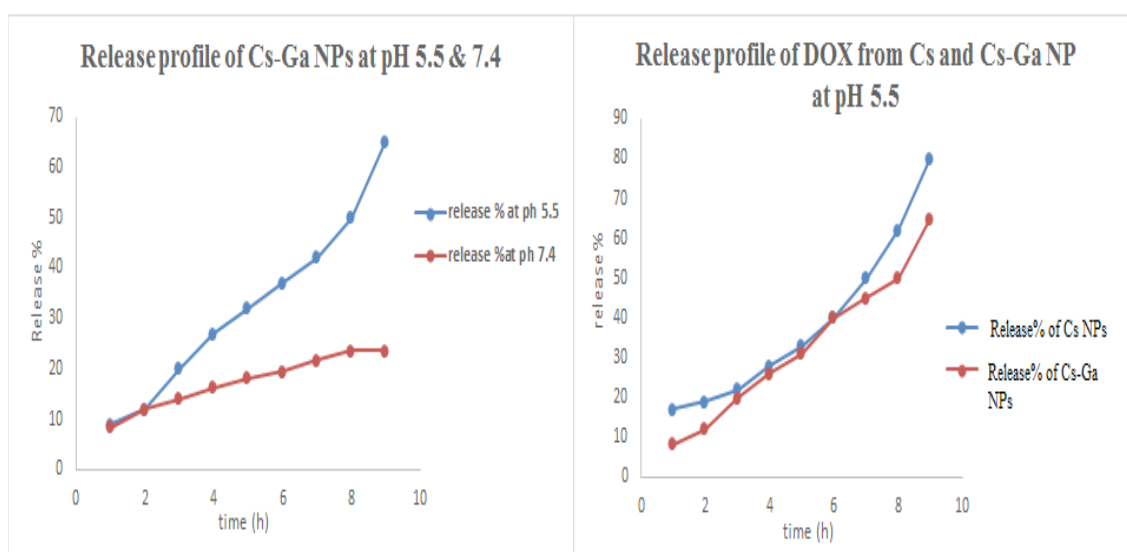 Release profile of Cs-Ga NPs at pH 5.5 & 7.4
70
60
50
40
30
20
10
0
Release %
0 2 4 6 8 10
time (h)
release % at ph 5.5
release %at ph 7.4
Release profile of DOX from Cs and Cs-Ga NP
at pH 5.5
90
80
70
60
50
40
30
20
10
0
release %
0 2 4 6 8 10
time (h)
Release% of Cs NPs
Release% of Cs-Ga
NPs